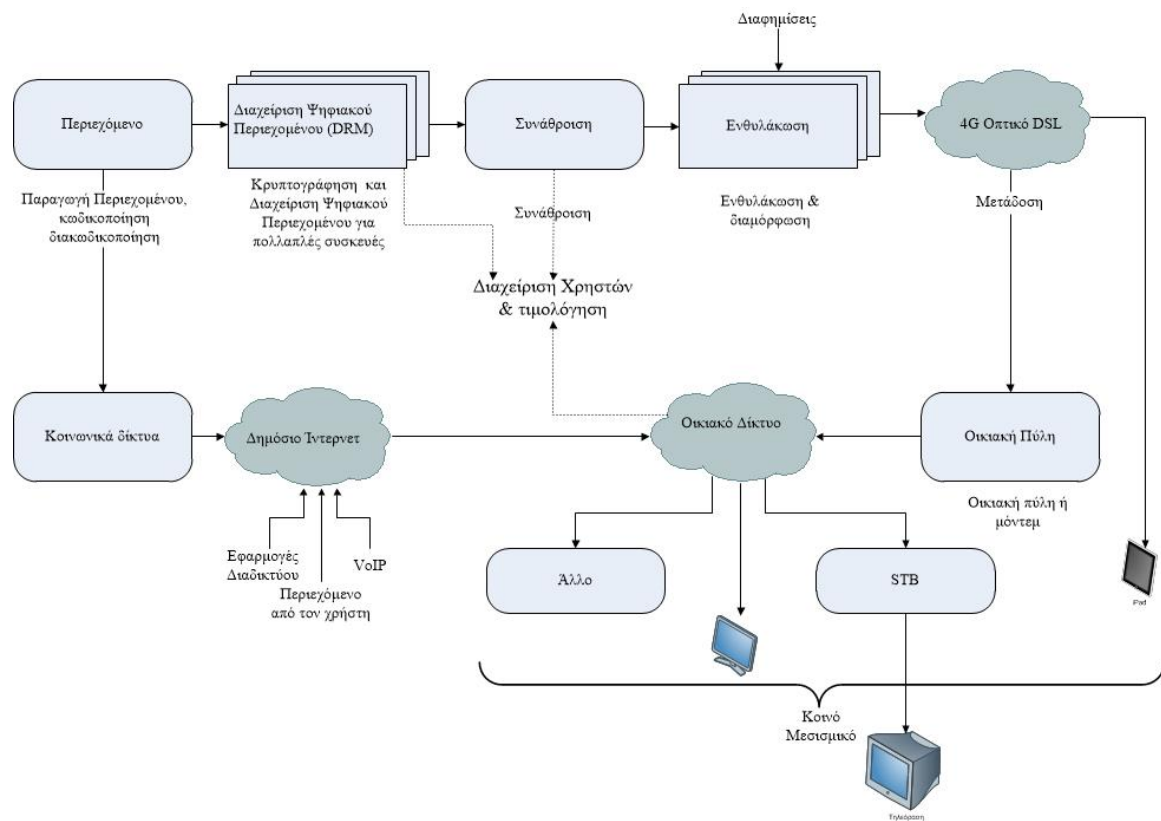 Διαφημίσεις
Περιεχόμενο
Διαχείριση Ψηφιακού
Περιεχομένου (DRM)
Συνάθροιση
Ενθυλάκωση
4G Οπτικό DSL
Παραγωγή Περιεχομένου,
κωδικοποίηση
διακωδικοποίηση
Κρυπτογράφηση και
Διαχείριση Ψηφιακού
Περιεχομένου για
πολλαπλές συσκευές
Συνάθροιση
Ενθυλάκωση &
διαμόρφωση
Μετάδοση
Διαχείριση Χρηστών
& τιμολόγηση
Κοινωνικά δίκτυα
Δημόσιο Ίντερνετ
Οικιακό Δίκτυο
Οικιακή Πύλη
Οικιακή πύλη ή
μόντεμ
Εφαρμογές
Διαδικτύου
VoIP
Περιεχόμενο
από τον χρήστη
Άλλο
STB
iPad
Κοινό
Μεσισμικό
Τηλεόραση